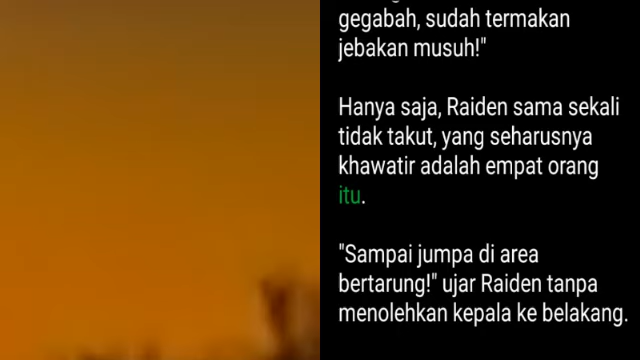 gegabah, sudah termakan
jebakan musuh!"
Hanya saja, Raiden sama sekali
tidak takut, yang seharusnya
khawatir adalah empat orang
itu.
"Sampai jumpa di area
bertarung!" ujar Raiden tanpa
menolehkan kepala ke belakang.